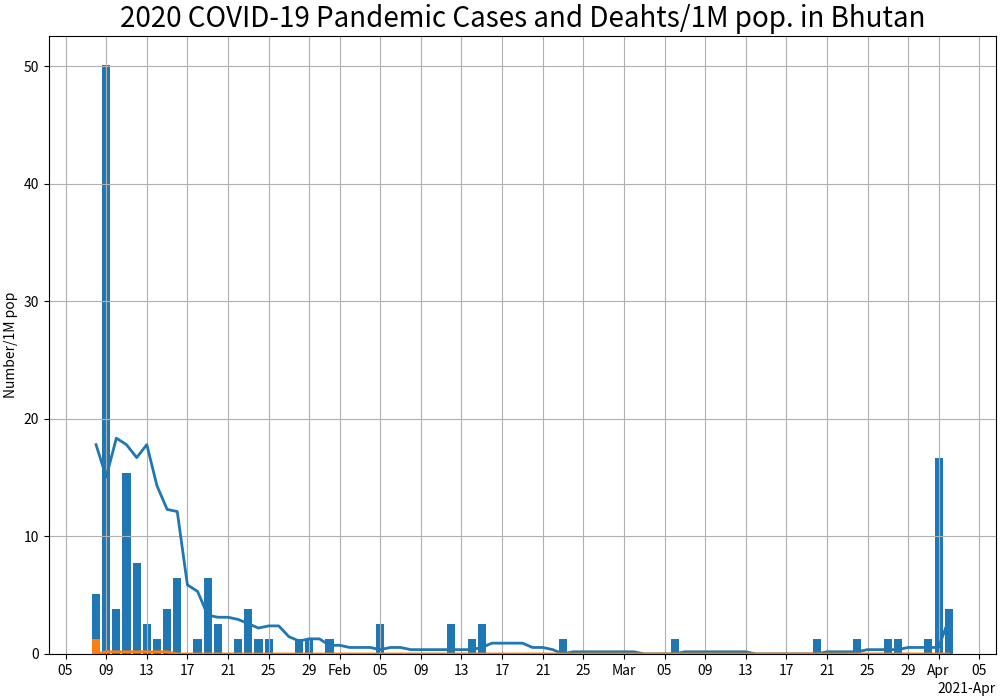 2020 COVID-19 Pandemic Cases and Deahts/1M pop. in Bhutan
Number/1M pop
50
40
30
20
10
0
05 09 13 17 21 25 29 Feb 05 09 13 17 21 25 Mar 05 09 13 17 21 25 29 Apr 05
2021-Apr